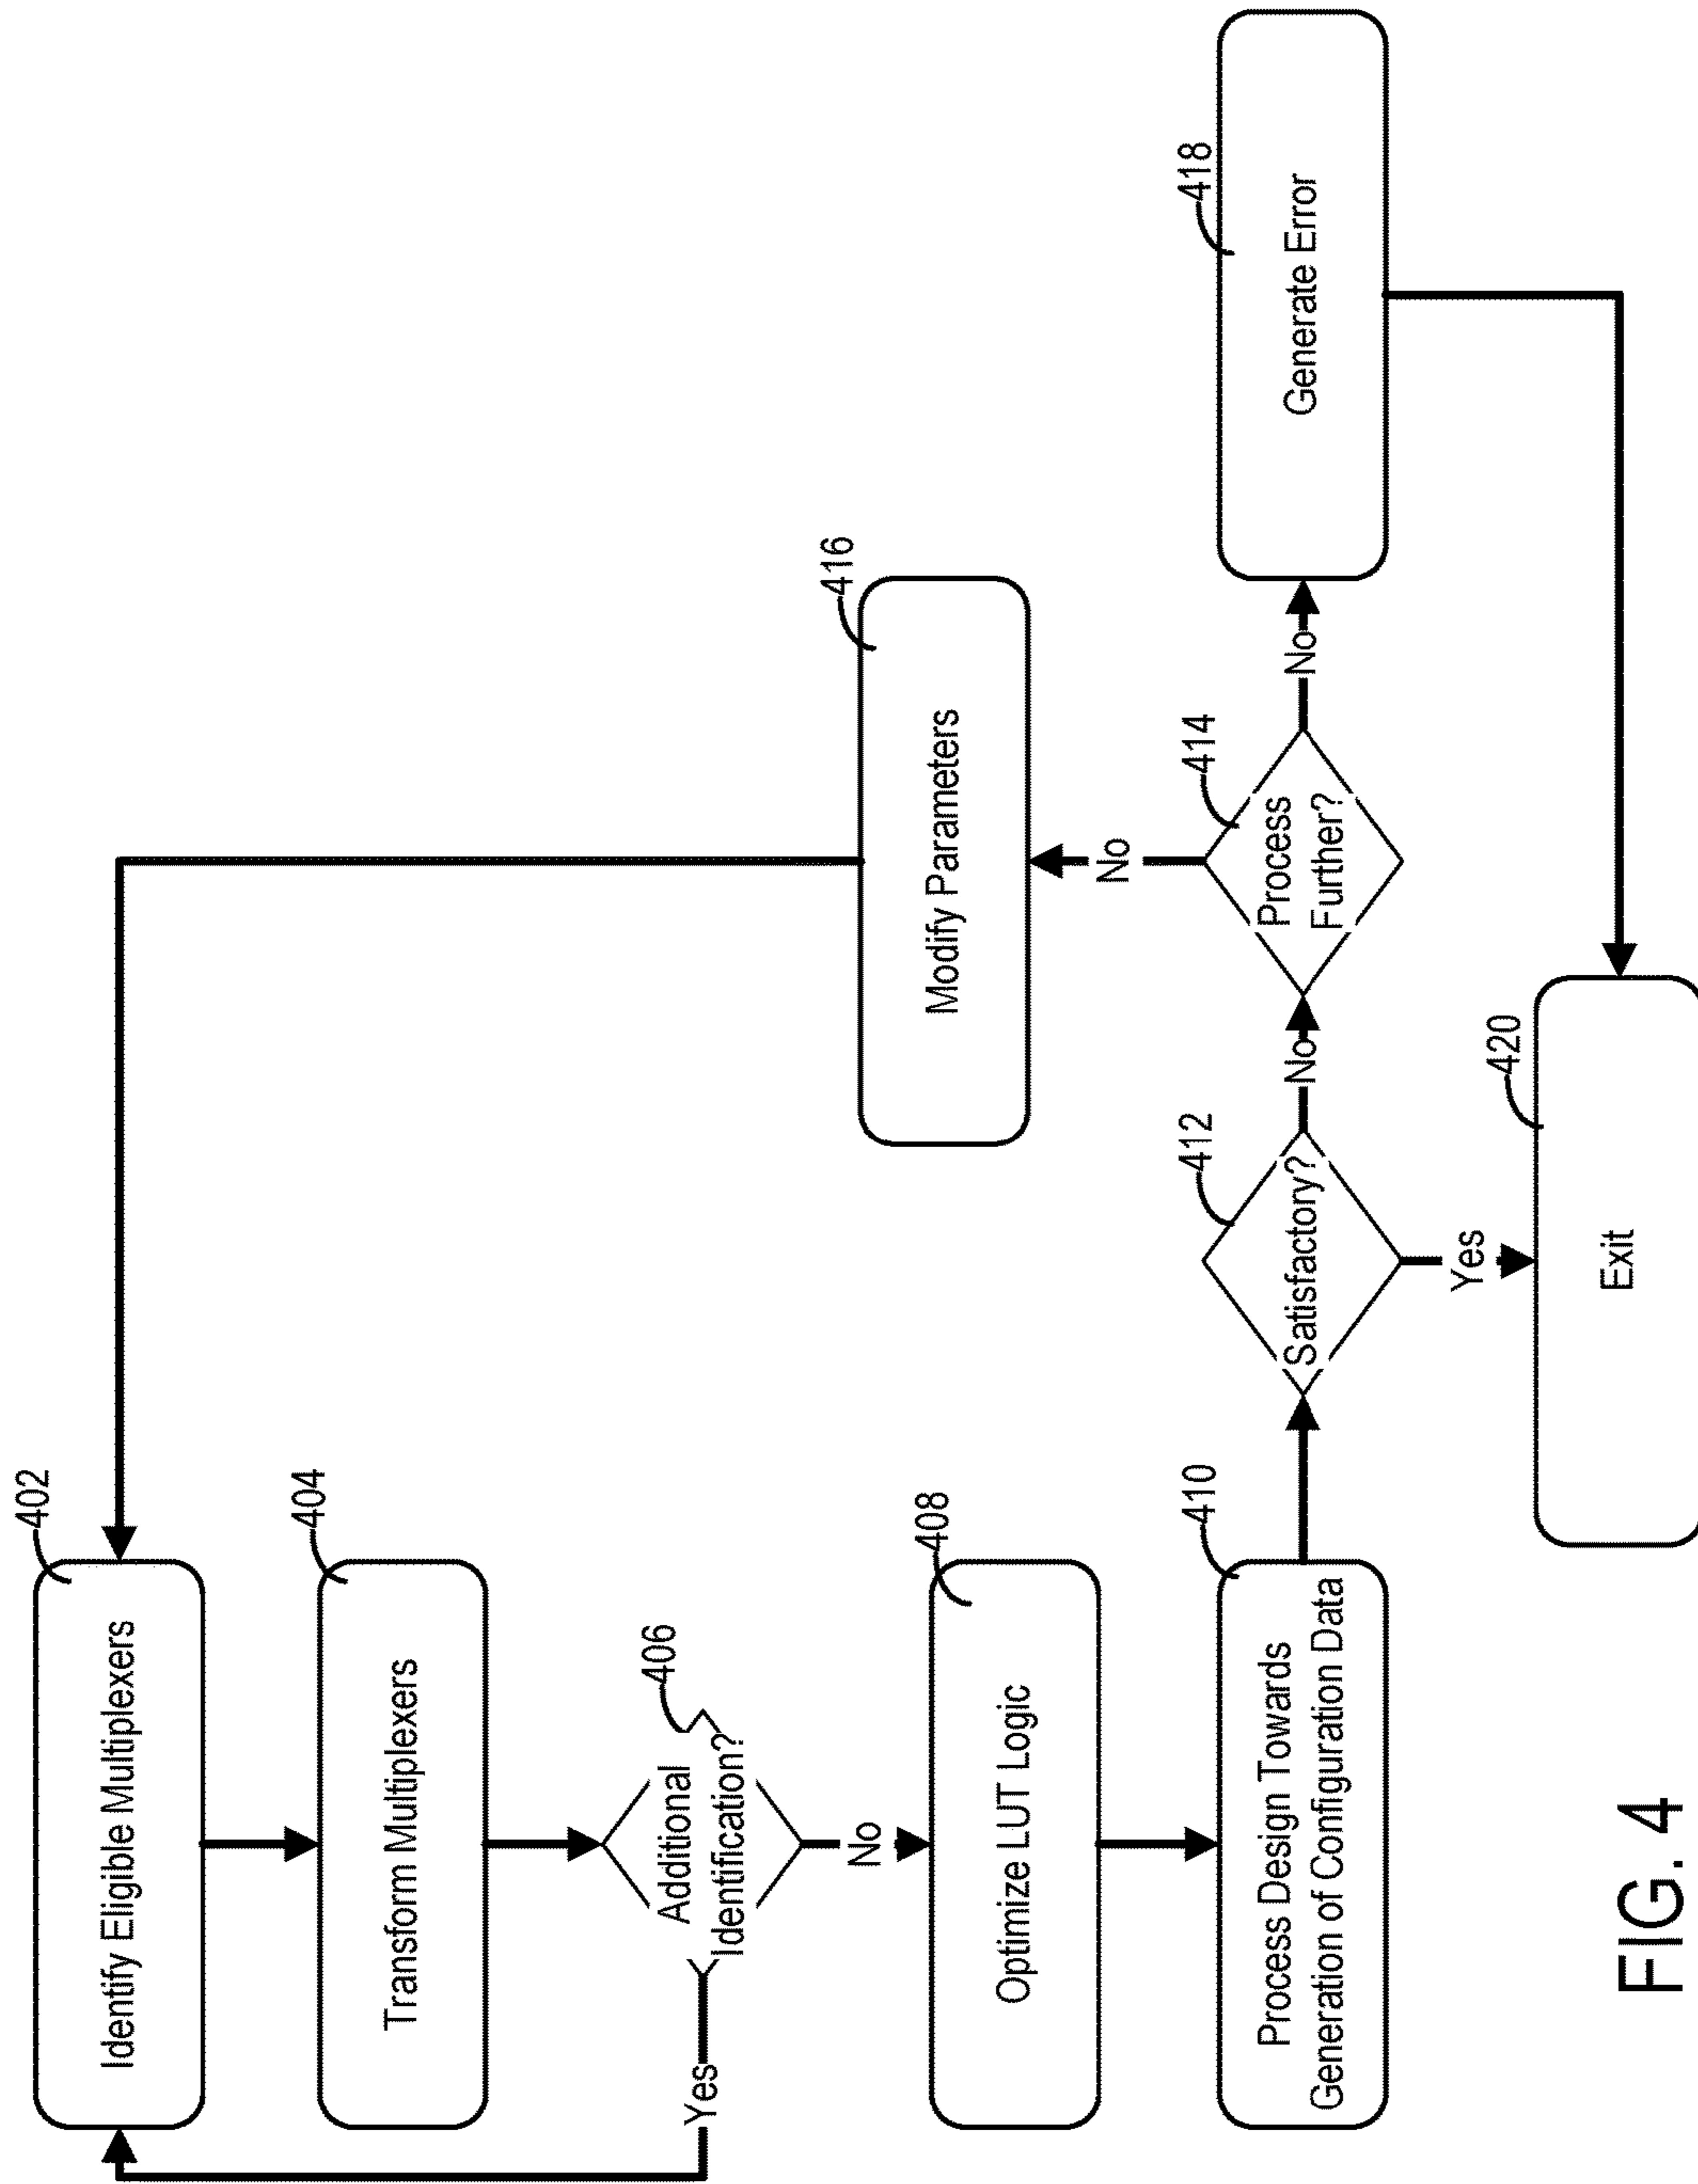 402
Identify Eligible Multiplexers
404
Transform Multiplexers
406
Additional
Identification?
Yes
No
408
Optimize LUT Logic
410
Process Design Towards
Generation of Configuration Data
412
Satisfactory?
No
Yes
414
Process
Further?
No
No
416
Modify Parameters
418
Generate Error
420
Exit
FIG. 4